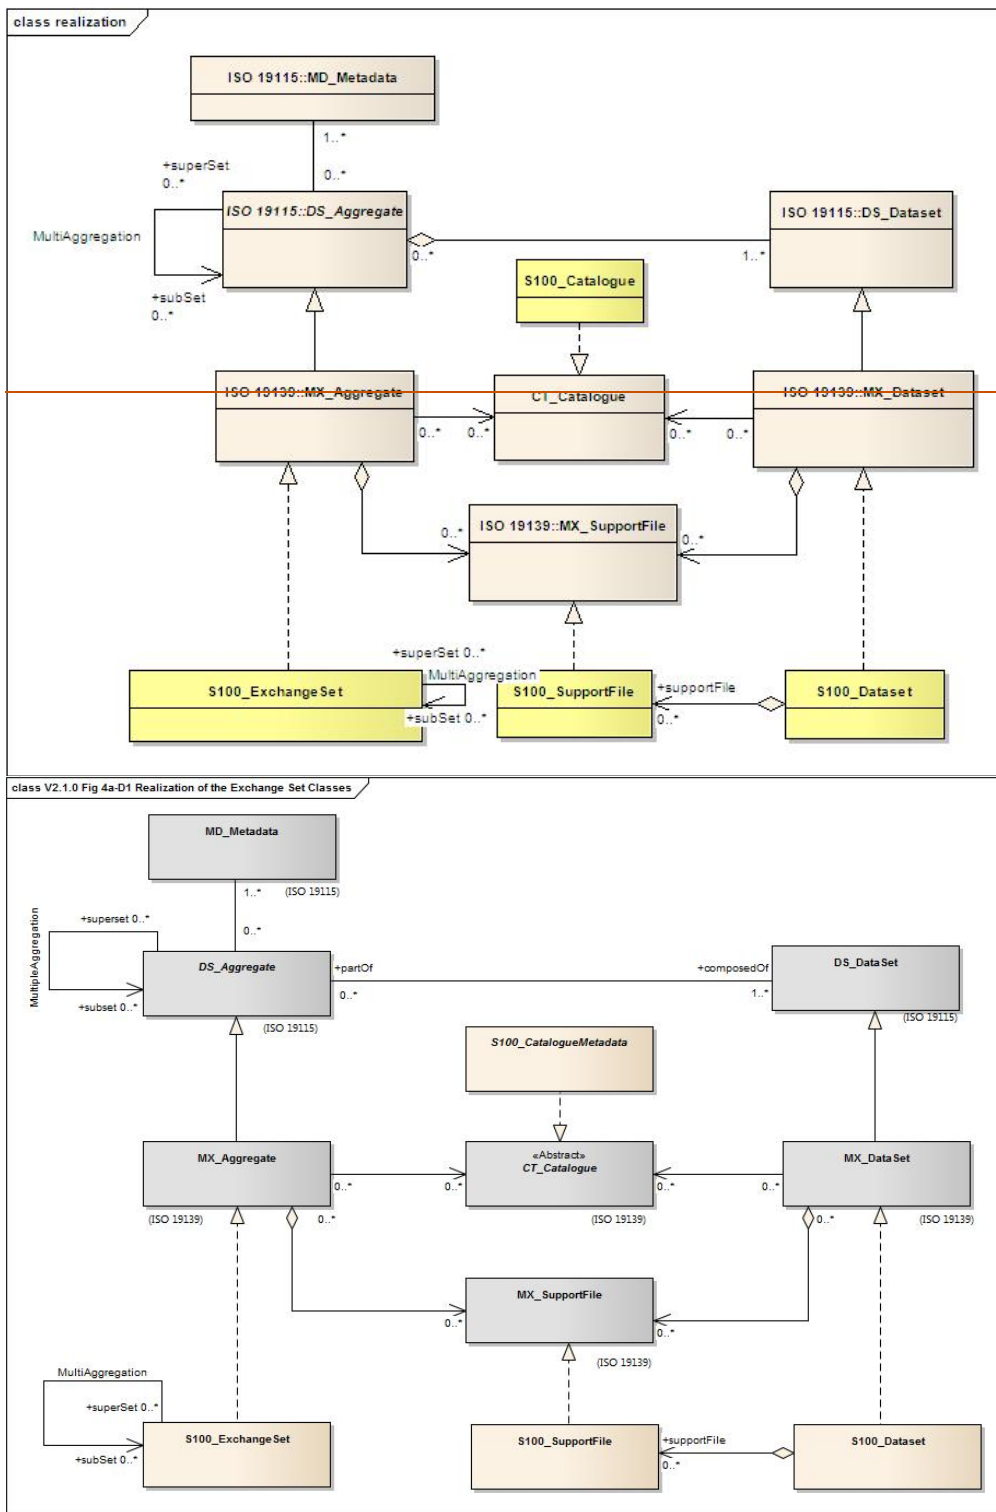 class realization
ISO 19115::MD_Metadata
1..*
+superSet
0..*
0..*
ISO 19115::DS_Aggregate
ISO 19115::DS_Dataset
MultiAggregation
0..*
1..*
S100_Catalogue
+subSet
0..*
ISO 19139::MX_Aggregate
CT_Catalogue
ISO 19139::MX_Dataset
0..*
0..*
0..*
0..*
ISO 19139::MX_SupportFile
0..*
0..*
+superSet 0..*
MultiAggregation
S100_ExchangeSet
S100_SupportFile
+supportFile
S100_Dataset
+subSet 0..*
0..*
class V2.1.0 Fig 4a-D1 Realization of the Exchange Set Classes
MD_Metadata
1..*
(ISO 19115)
+superset 0..*
0..*
MultipleAggregation
DS_Aggregate
+partOf
+composedOf
DS_DataSet
0..*
1..*
+subset 0..*
(ISO 19115)
(ISO 19115)
S100_CatalogueMetadata
MX_Aggregate
«Abstract»
CT_Catalogue
MX_DataSet
0..*
0..*
0..*
0..*
(ISO 19139)
0..*
(ISO 19139)
0..*
(ISO 19139)
MX_SupportFile
0..*
0..*
(ISO 19139)
MultiAggregation
+superSet 0..*
S100_ExchangeSet
+subSet 0..*
S100_SupportFile
+supportFile
0..*
S100_Dataset